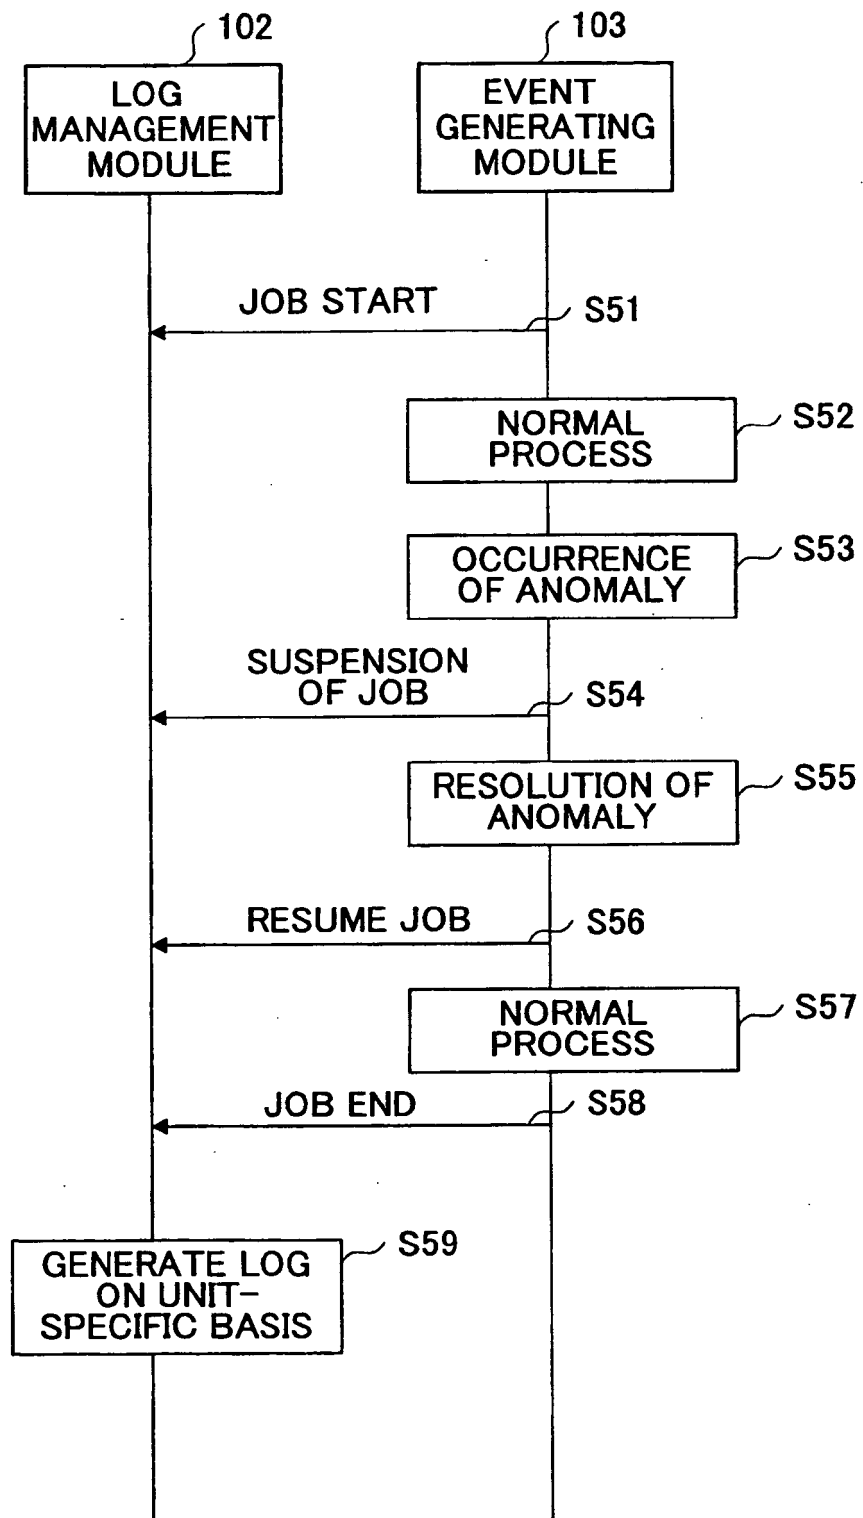 102
103
LOG
MANAGEMENT
MODULE
EVENT
GENERATING
MODULE
JOB START
S51
NORMAL
PROCESS
S52
OCCURRENCE
OF ANOMALY
S53
SUSPENSION
OF JOB
S54
RESOLUTION OF
ANOMALY
S55
RESUME JOB
S56
NORMAL
PROCESS
S57
JOB END
S58
GENERATE LOG
ON UNIT-
SPECIFIC BASIS
S59